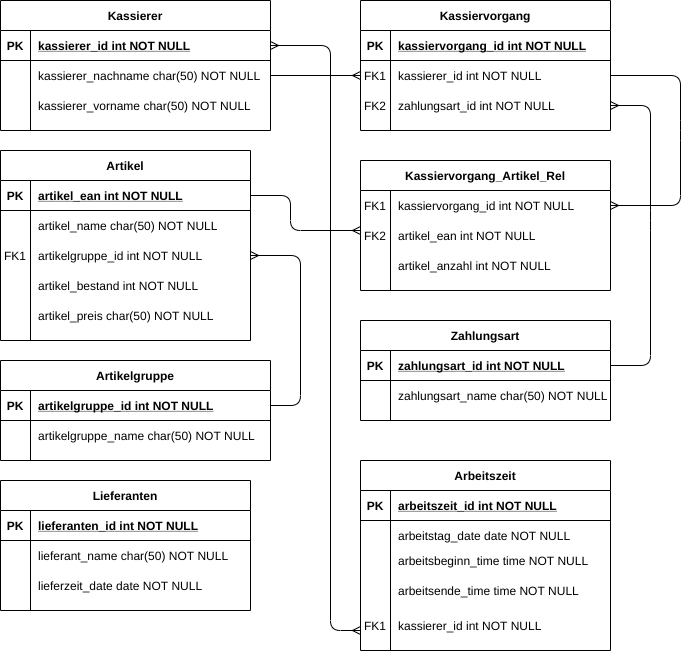 Kassierer
PK kassierer_id int NOT NULL
kassierer_nachname char(50) NOT NULL
kassierer_vorname char(50) NOT NULL
Kassiervorgang
PK kassiervorgang_id int NOT NULL
FK1 kassierer_id int NOT NULL
FK2 zahlungsart_id int NOT NULL
Artikel
PK artikel_ean int NOT NULL
artikel_name char(50) NOT NULL
FK1 artikelgruppe_id int NOT NULL
artikel_bestand int NOT NULL
artikel_preis char(50) NOT NULL
Kassiervorgang_Artikel_Rel
FK1 kassiervorgang_id int NOT NULL
FK2 artikel_ean int NOT NULL
artikel_anzahl int NOT NULL
Zahlungsart
PK zahlungsart_id int NOT NULL
zahlungsart_name char(50) NOT NULL
Artikelgruppe
PK artikelgruppe_id int NOT NULL
artikelgruppe_name char(50) NOT NULL
Lieferanten
PK lieferanten_id int NOT NULL
lieferant_name char(50) NOT NULL
lieferzeit_date date NOT NULL
Arbeitszeit
PK arbeitszeit_id int NOT NULL
arbeitstag_date date NOT NULL
arbeitsbeginn_time time NOT NULL
arbeitsende_time time NOT NULL
FK1 kassierer_id int NOT NULL